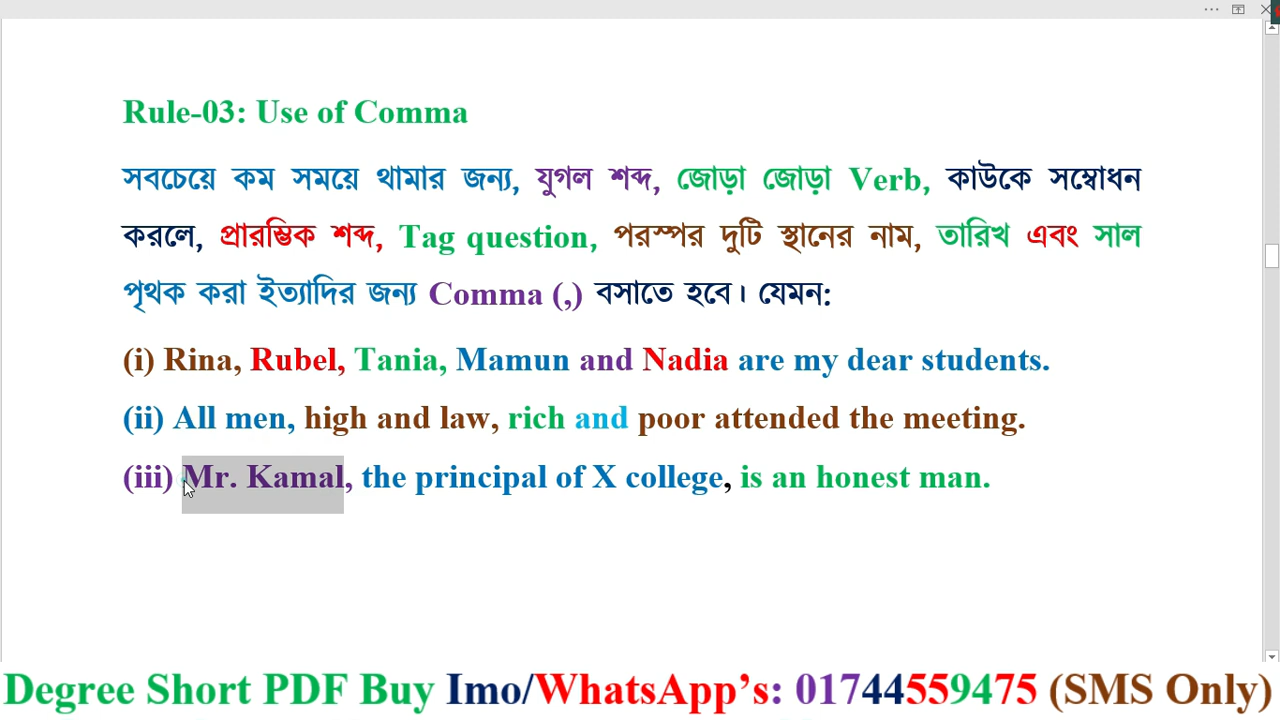 Rule-03: Use of Comma
সবচেয়ে কম সময়ে থামার জন্য, যুগল শব্দ, জোড়া জোড়া Verb, কাউকে সম্বোধন
করলে, প্রারম্ভিক শব্দ, Tag question, পরস্পর দুটি স্থানের নাম, তারিখ এবং সাল
পৃথক করা ইত্যাদির জন্য Comma (,) বসাতে হবে। যেমন:
(i) Rina, Rubel, Tania, Mamun and Nadia are my dear students.
(ii) All men, high and law, rich and poor attended the meeting.
(iii) Mr. Kamal, the principal of X college, is an honest man.
Degree Short PDF Buy Imo/WhatsApp’s: 01744559475 (SMS Only)